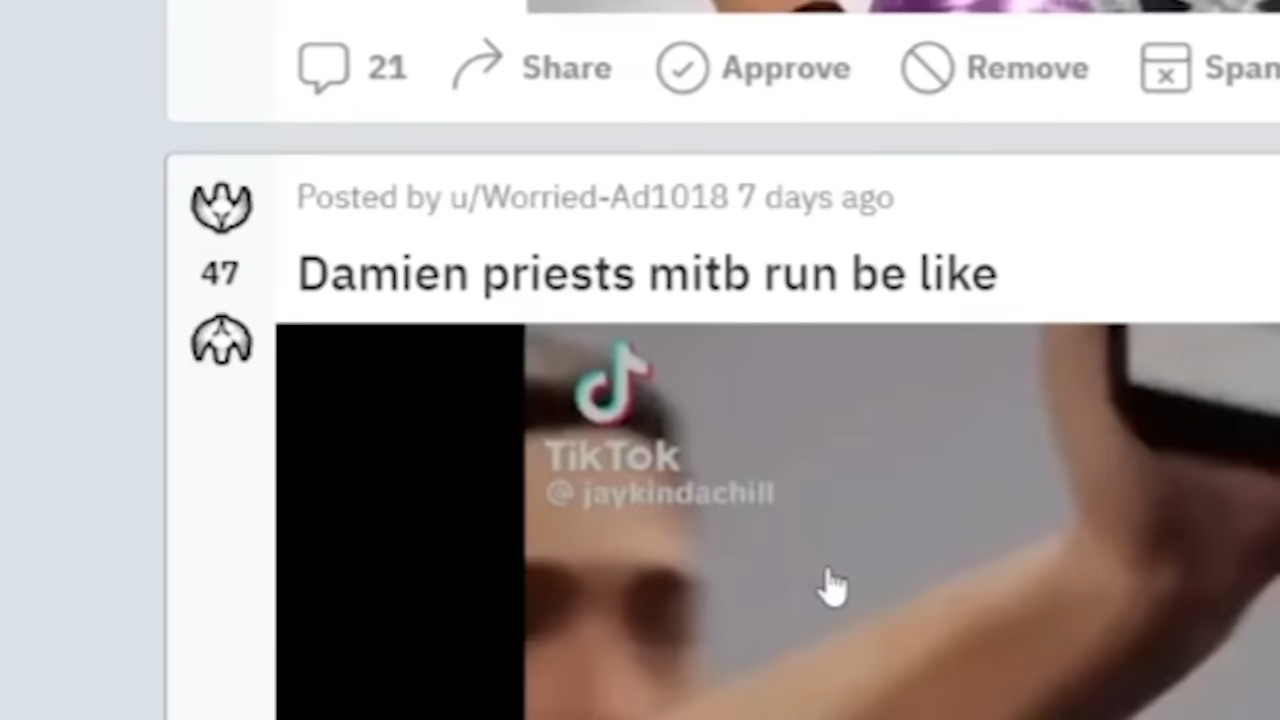 21 Share Approve Remove Spam
Posted by u/Worried-Ad1018 7 days ago
47
Damien priests mitb run be like
TikTok
@ jaykindachill